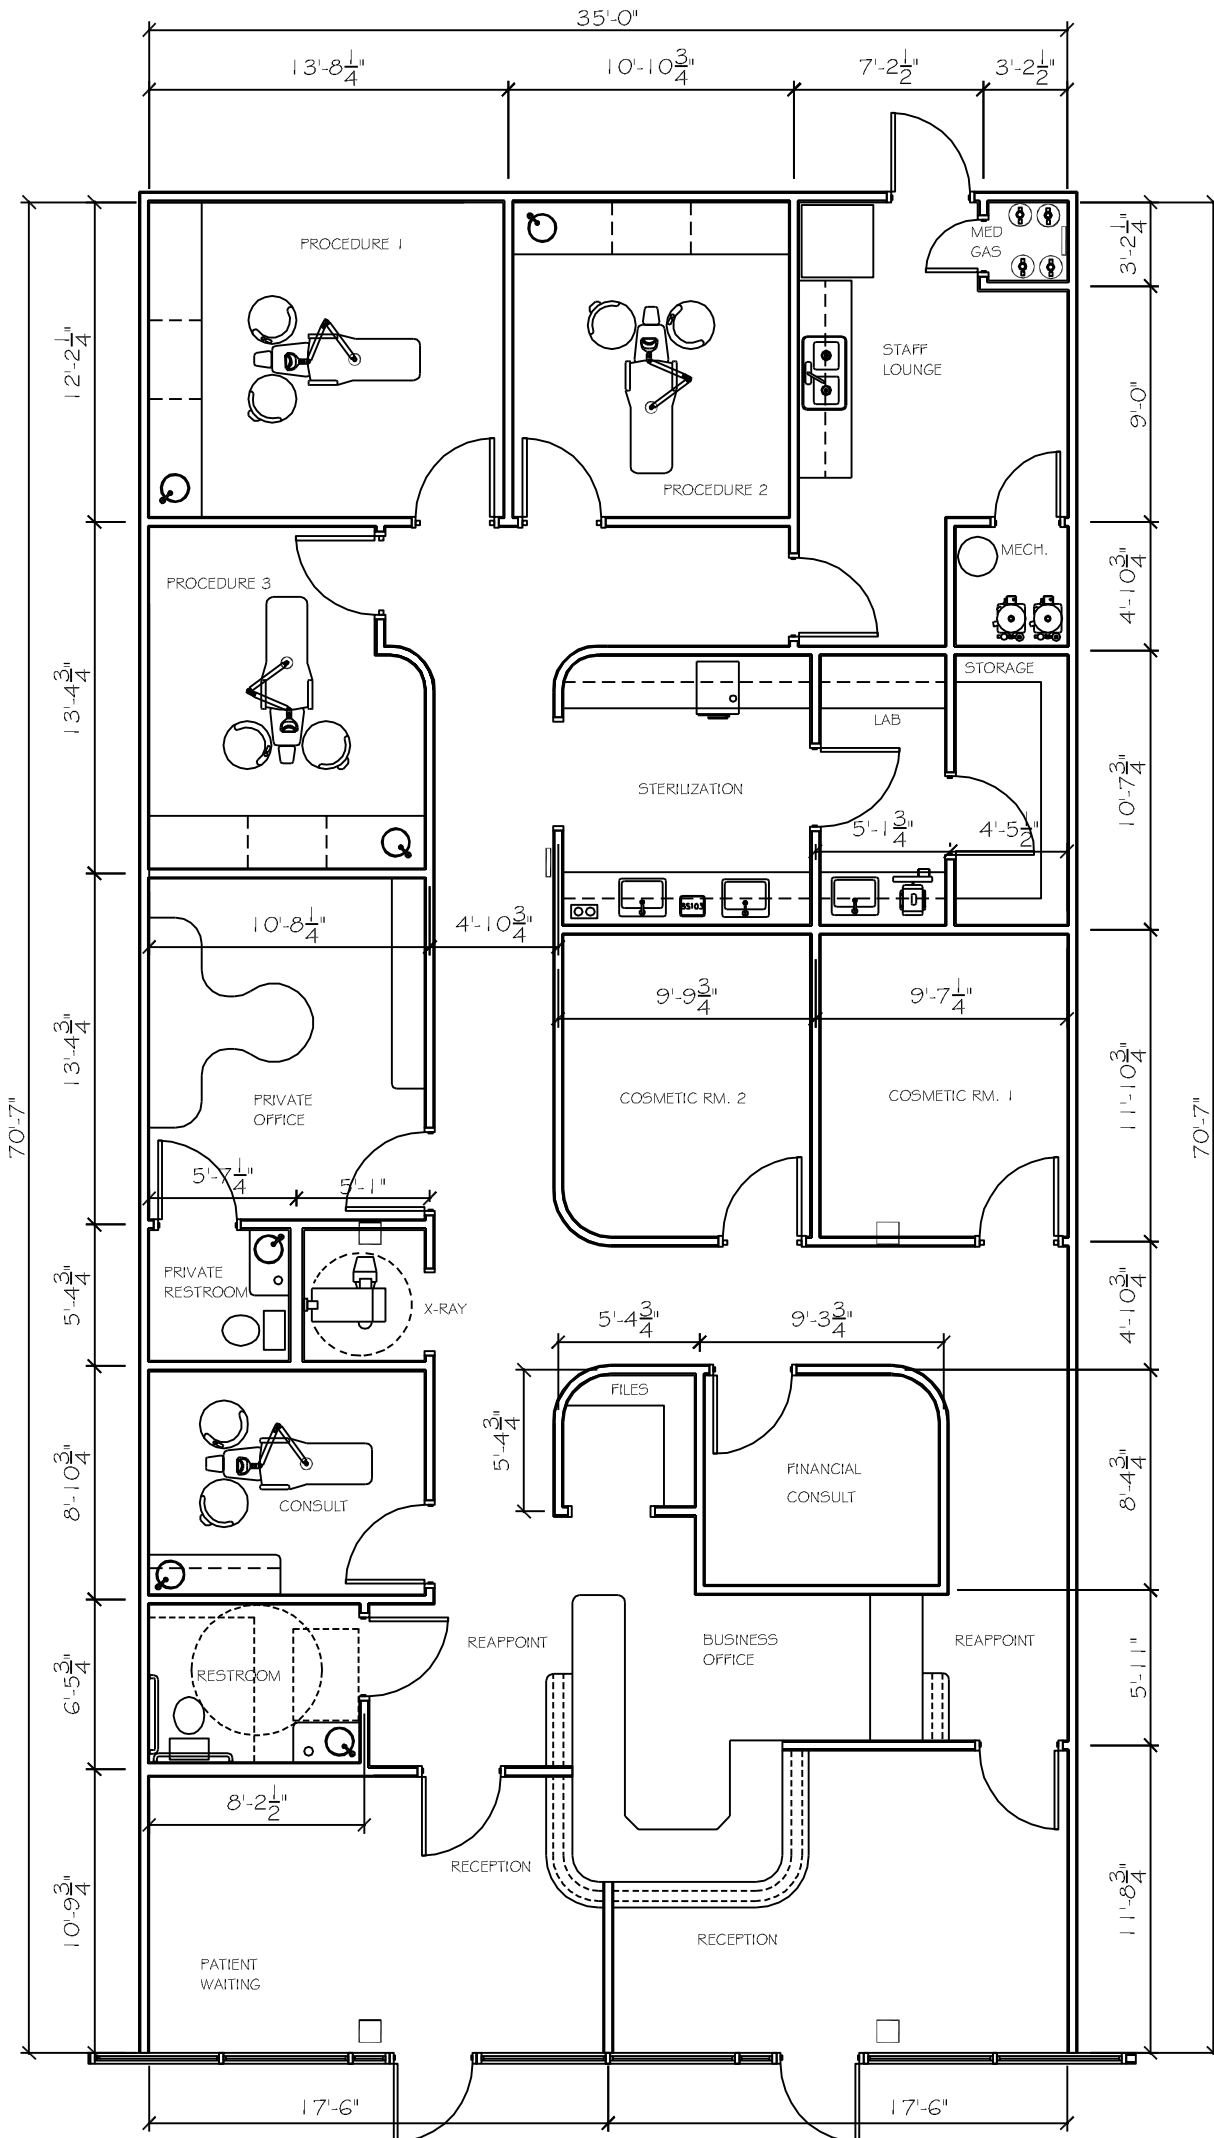 35'-0"
13'-8 1/4"
10'-10 3/4"
7'-2 1/2"
3'-2 1/2"
PROCEDURE 1
MED
GAS
3'-2 1/4"
12'-2 1/4"
STAFF
LOUNGE
9'-0"
PROCEDURE 2
MECH.
PROCEDURE 3
4'-10 3/4"
STORAGE
LAB
13'-4 3/4"
STERILIZATION
10'-7 3/4"
5'-1 3/4"
4'-5 1/2"
10'-8 1/4"
4'-10 3/4"
9'-9 3/4"
9'-7 1/4"
13'-4 3/4"
PRIVATE
OFFICE
COSMETIC RM. 2
COSMETIC RM. 1
11'-10 3/4"
70'-7"
70'-7"
5'-7 1/4"
5'-1"
PRIVATE
RESTROOM
X-RAY
5'-4 3/4"
5'-4 3/4"
9'-3 3/4"
4'-10 3/4"
FILES
5'-4 3/4"
FINANCIAL
CONSULT
8'-10 3/4"
CONSULT
8'-4 3/4"
REAPPOINT
BUSINESS
OFFICE
REAPPOINT
6'-5 3/4"
RESTROOM
5'-11"
8'-2 1/2"
RECEPTION
10'-9 3/4"
RECEPTION
11'-8 3/4"
PATIENT
WAITING
17'-6"
17'-6"